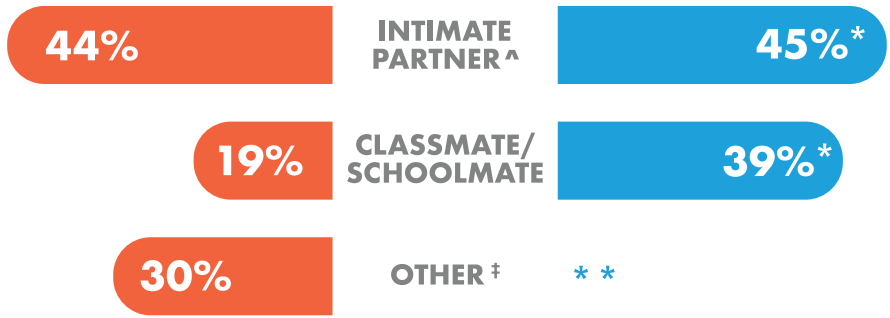 44% INTIMATE PARTNER ^ 45%*
19% CLASSMATE/ SCHOOLMATE 39%*
30% OTHER ‡ * *